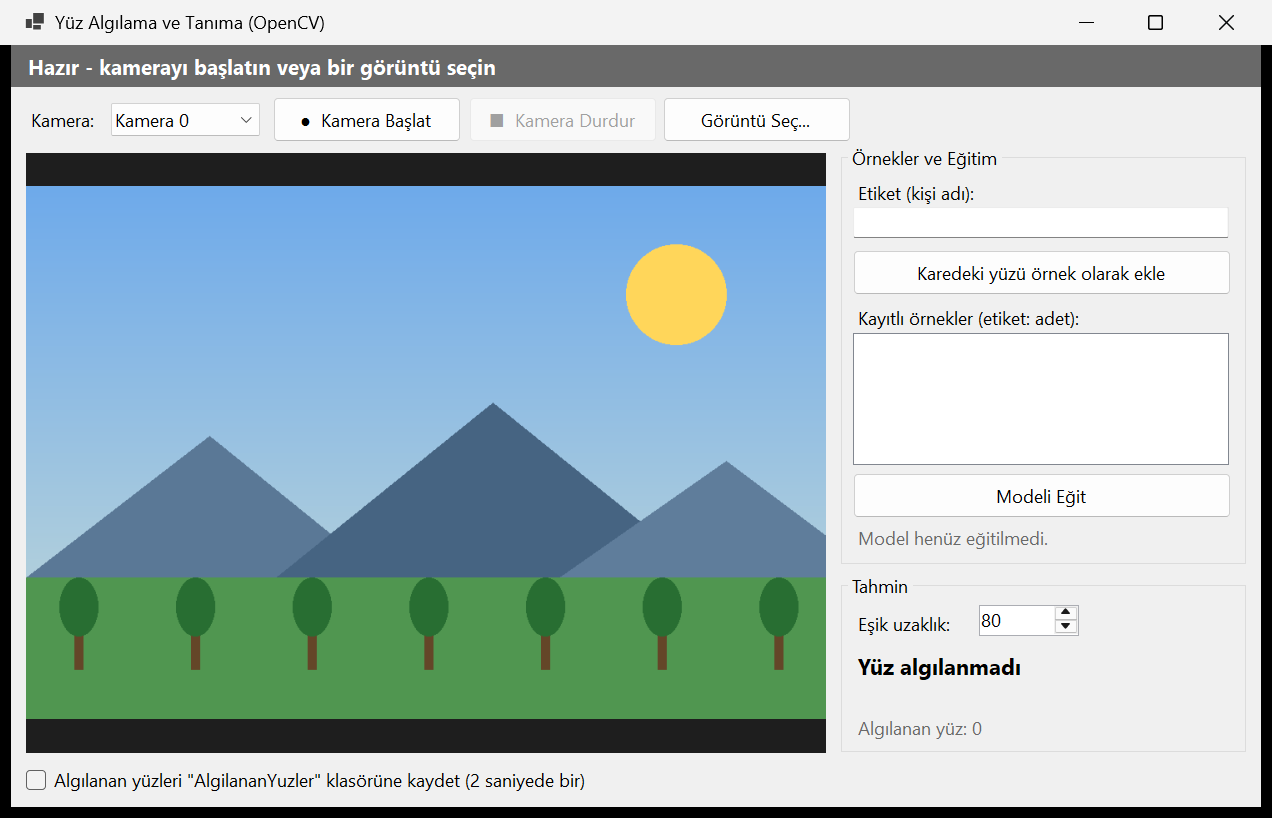 Yüz Algılama ve Tanıma (OpenCV)
Hazır - kamerayı başlatın veya bir görüntü seçin
Kamera:
Kamera 0
● Kamera Başlat
■ Kamera Durdur
Görüntü Seç...
Örnekler ve Eğitim
Etiket (kişi adı):
Karedeki yüzü örnek olarak ekle
Kayıtlı örnekler (etiket: adet):
Modeli Eğit
Model henüz eğitilmedi.
Tahmin
Eşik uzaklık:
80
Yüz algılanmadı
Algılanan yüz: 0
Algılanan yüzleri "AlgilananYuzler" klasörüne kaydet (2 saniyede bir)